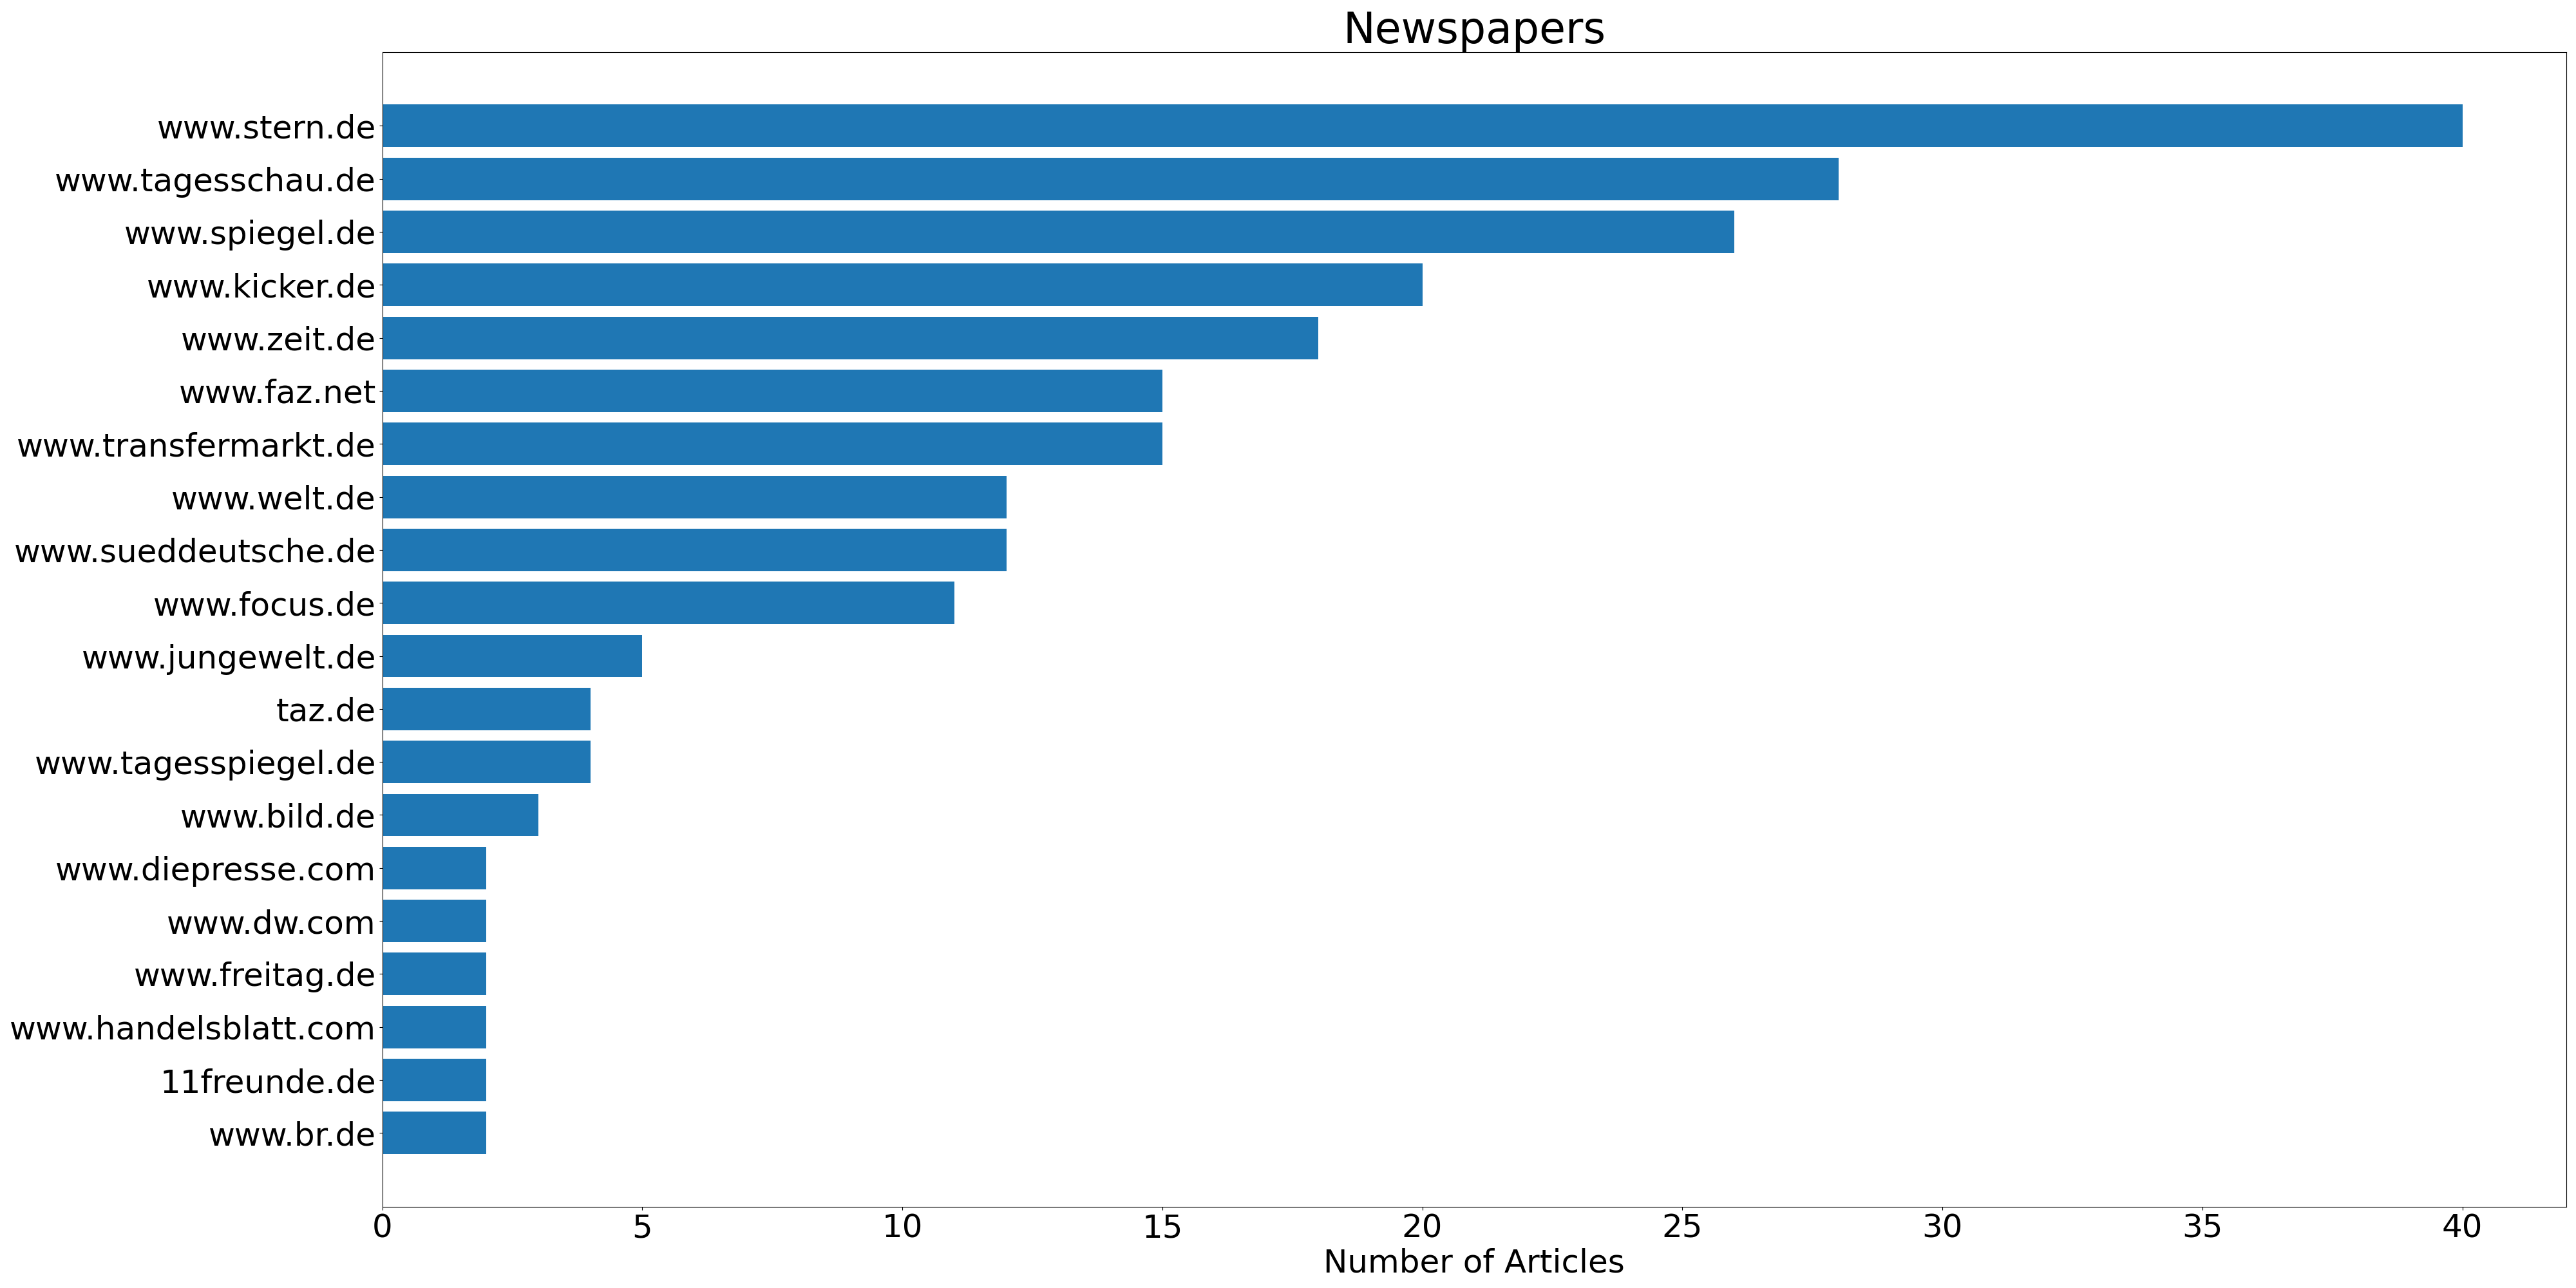 Newspapers
www.stern.de
www.tagesschau.de
www.spiegel.de
www.kicker.de
www.zeit.de
www.faz.net
www.transfermarkt.de
www.welt.de
www.sueddeutsche.de
www.focus.de
www.jungewelt.de
taz.de
www.tagesspiegel.de
www.bild.de
www.diepresse.com
www.dw.com
www.freitag.de
www.handelsblatt.com
11freunde.de
www.br.de
0 5 10 15 20 25 30 35 40
Number of Articles